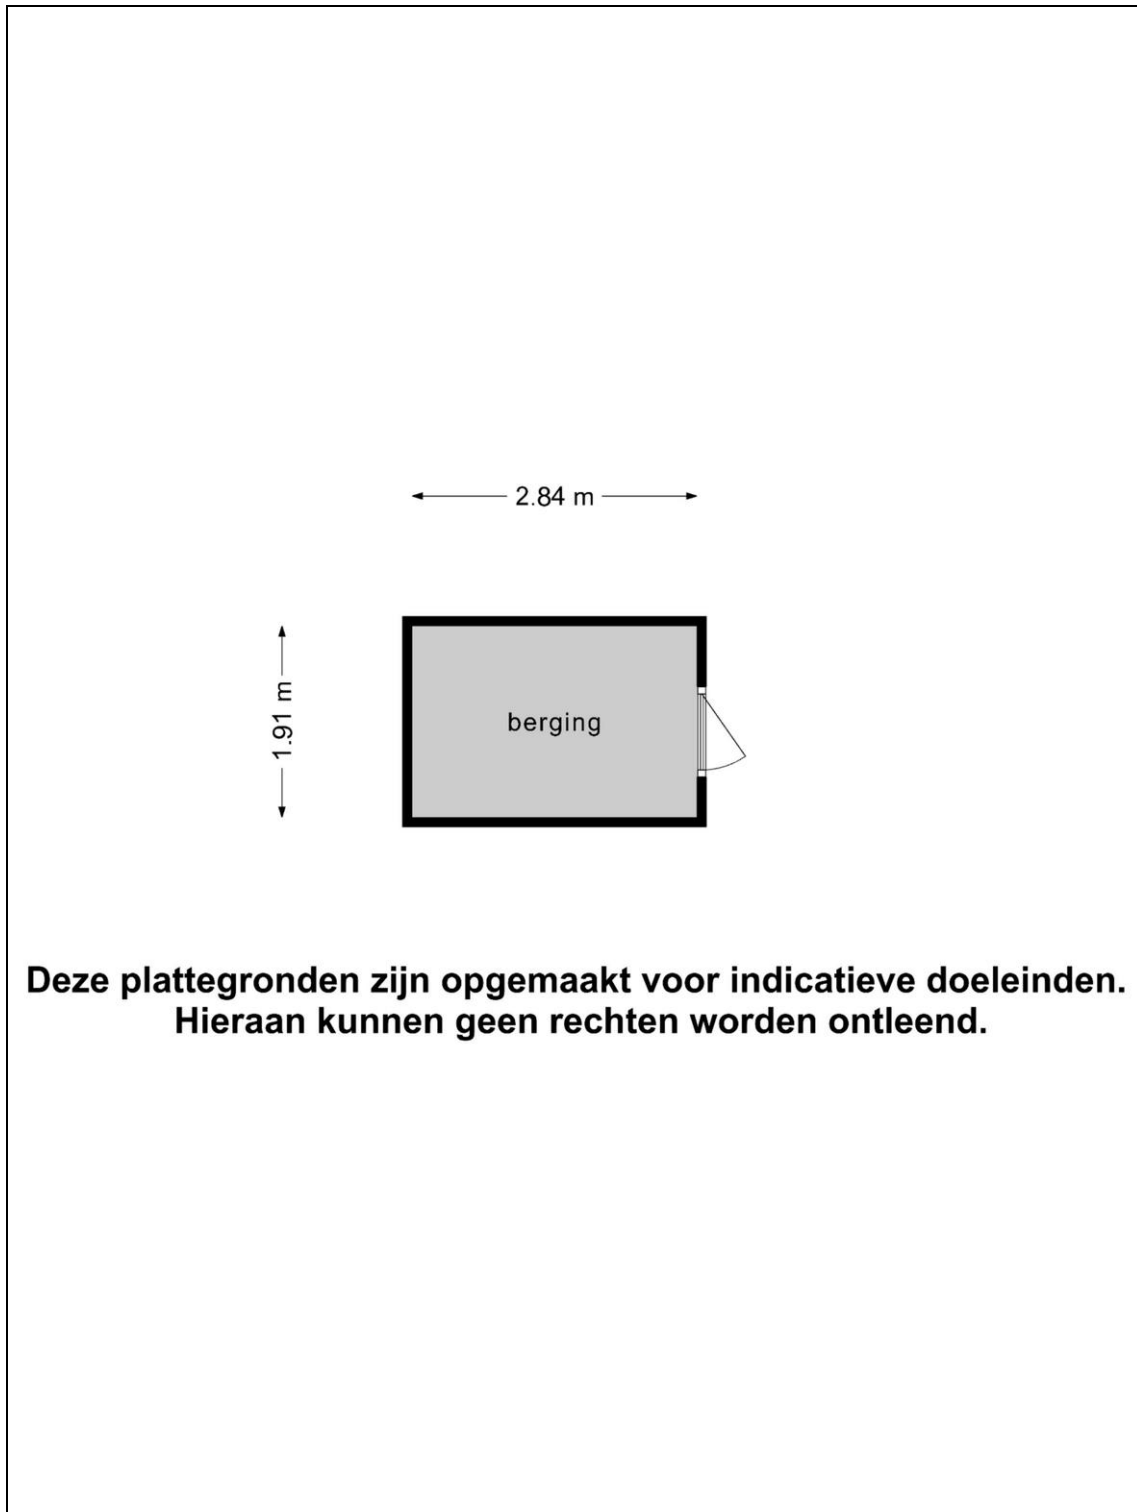 2.84 m
1.91 m
berging
Deze plattegronden zijn opgemaakt voor indicatieve doeleinden.
Hieraan kunnen geen rechten worden ontleend.